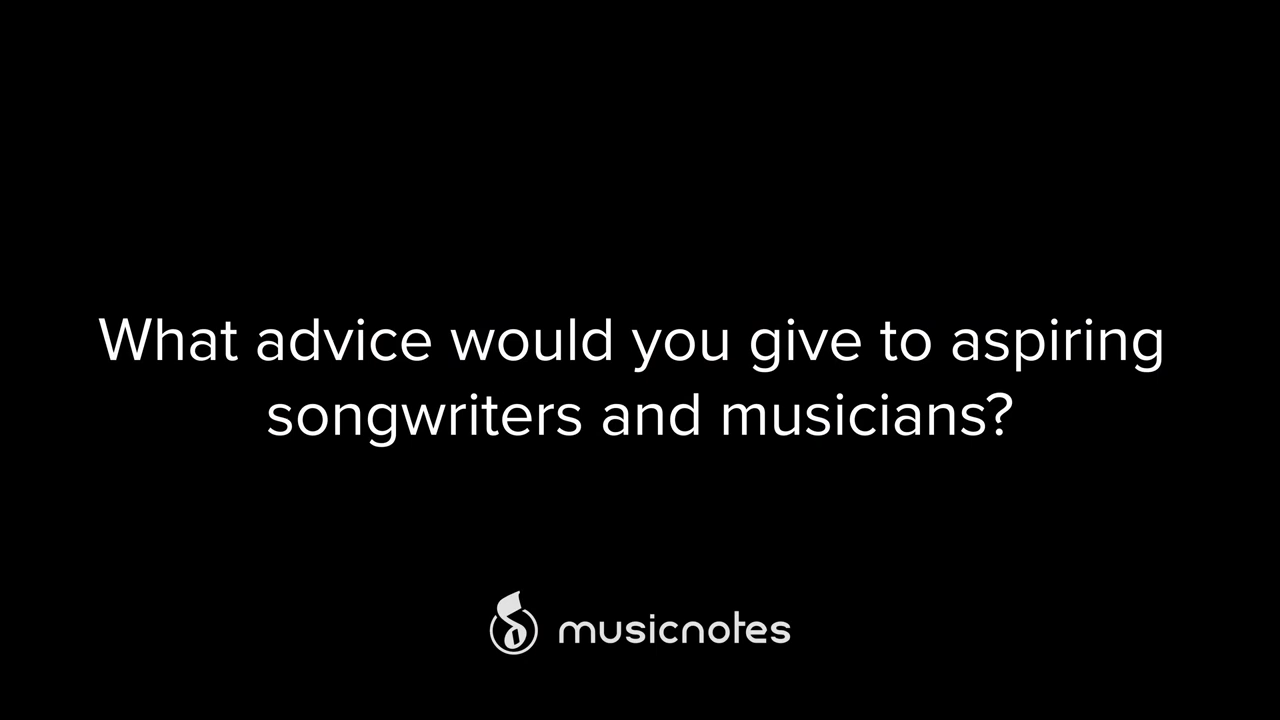 What advice would you give to aspiring
songwriters and musicians?
musicnotes